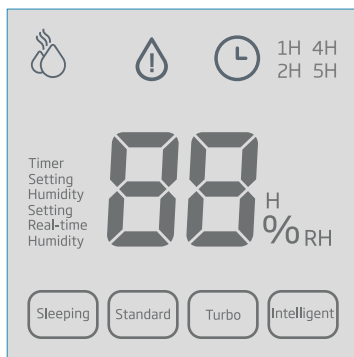 1H 4H
2H 5H
Timer
Setting
Humidity
Setting
Real-time
Humidity
88
H
% RH
Sleeping Standard Turbo Intelligent